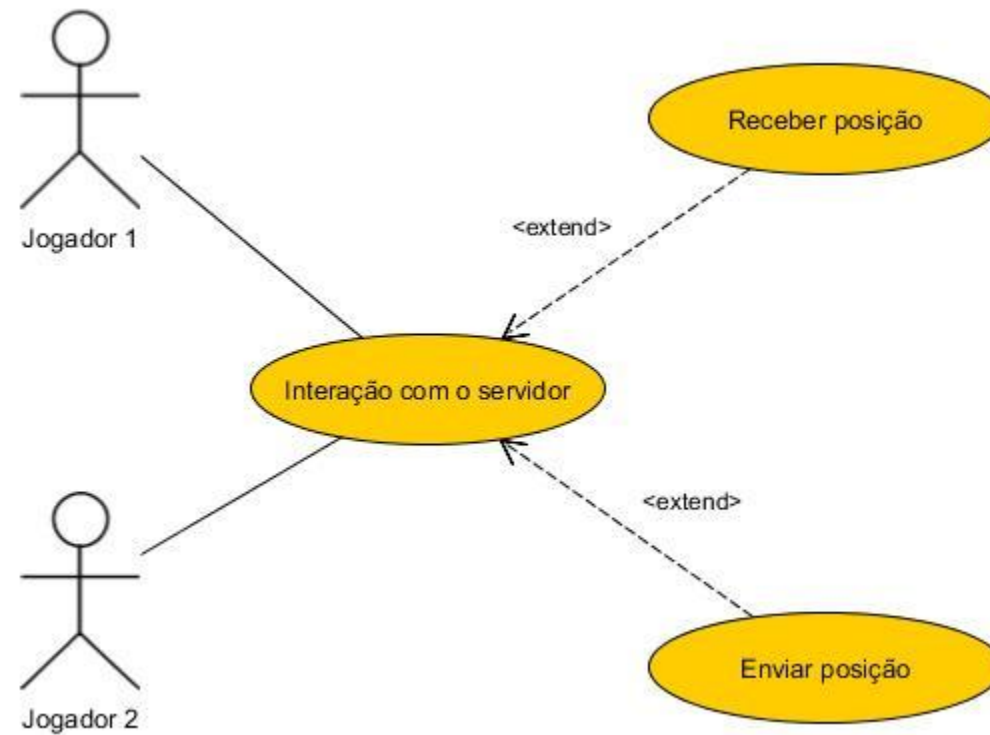 Receber posição
<extend>
Jogador 1
Interação com o servidor
<extend>
Enviar posição
Jogador 2